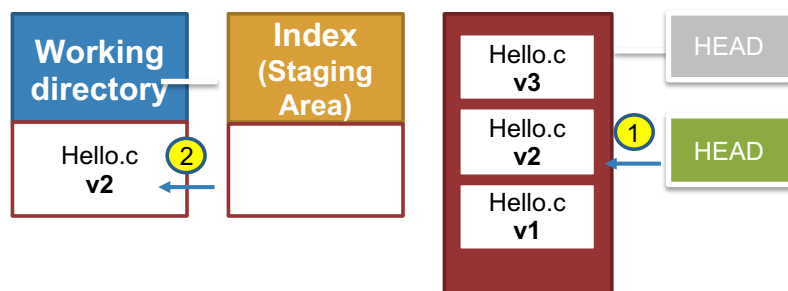 Working
directory
Hello.c
v2
2
Index
(Staging
Area)
Hello.c
v3
Hello.c
v2
Hello.c
v1
1
HEAD
HEAD